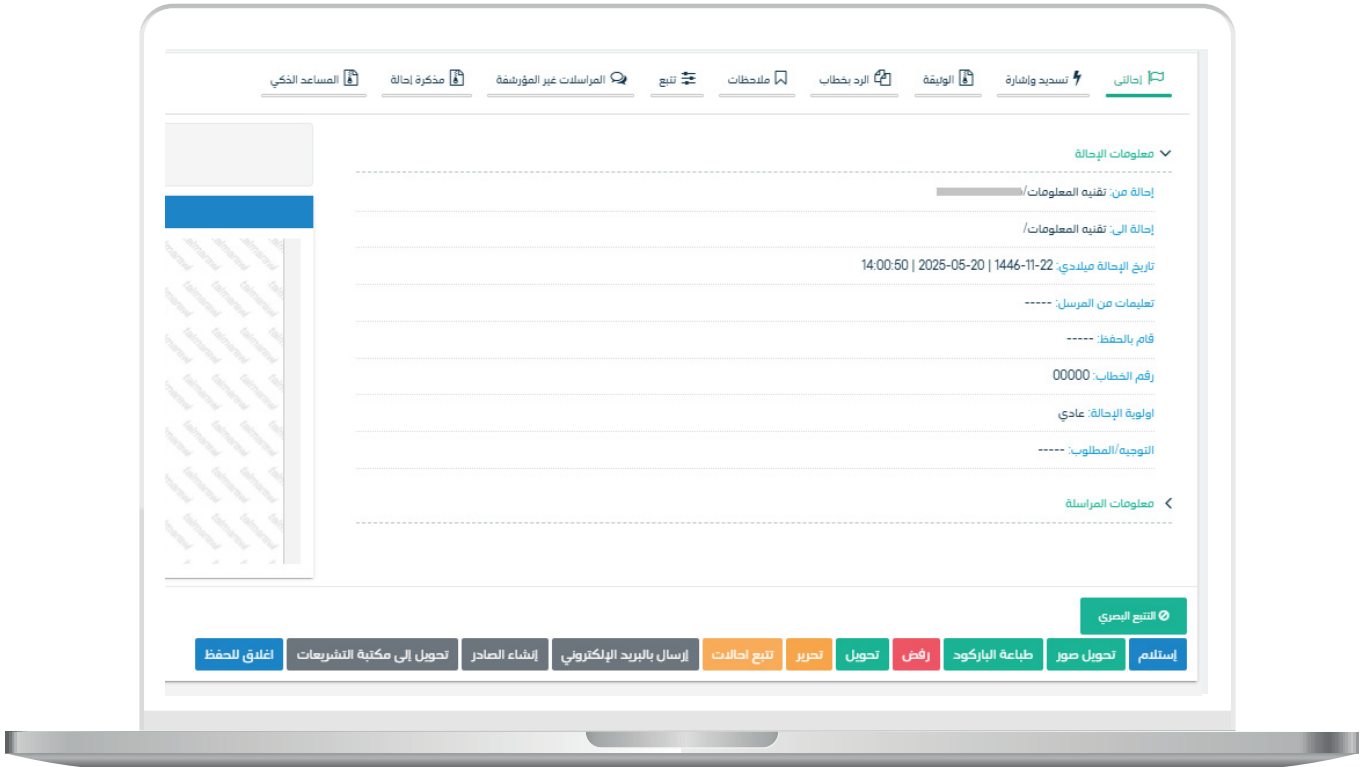 إحالتي تسديد وإشارة الوثيقة الرد بخطاب ملاحظات تتبع المراسلات غير المؤرشفة مذكرة إحالة المساعد الذكي
معلومات الإحالة
إحالة من: تقنيه المعلومات/
إحالة الى: تقنيه المعلومات/
تاريخ الإحالة ميلادي: 22-11-1446 | 20-05-2025 | 14:00:50
تعليمات من المرسل: -----
قام بالحفظ: -----
رقم الخطاب: 00000
اولوية الإحالة: عادي
التوجيه/المطلوب: -----
معلومات المراسلة
التتبع البصري
إستلام تحويل صور طباعة الباركود رفض تحويل تحرير تتبع احالات إرسال بالبريد الإلكتروني إنشاء الصادر تحويل إلى مكتبة التشريعات اغلاق للحفظ